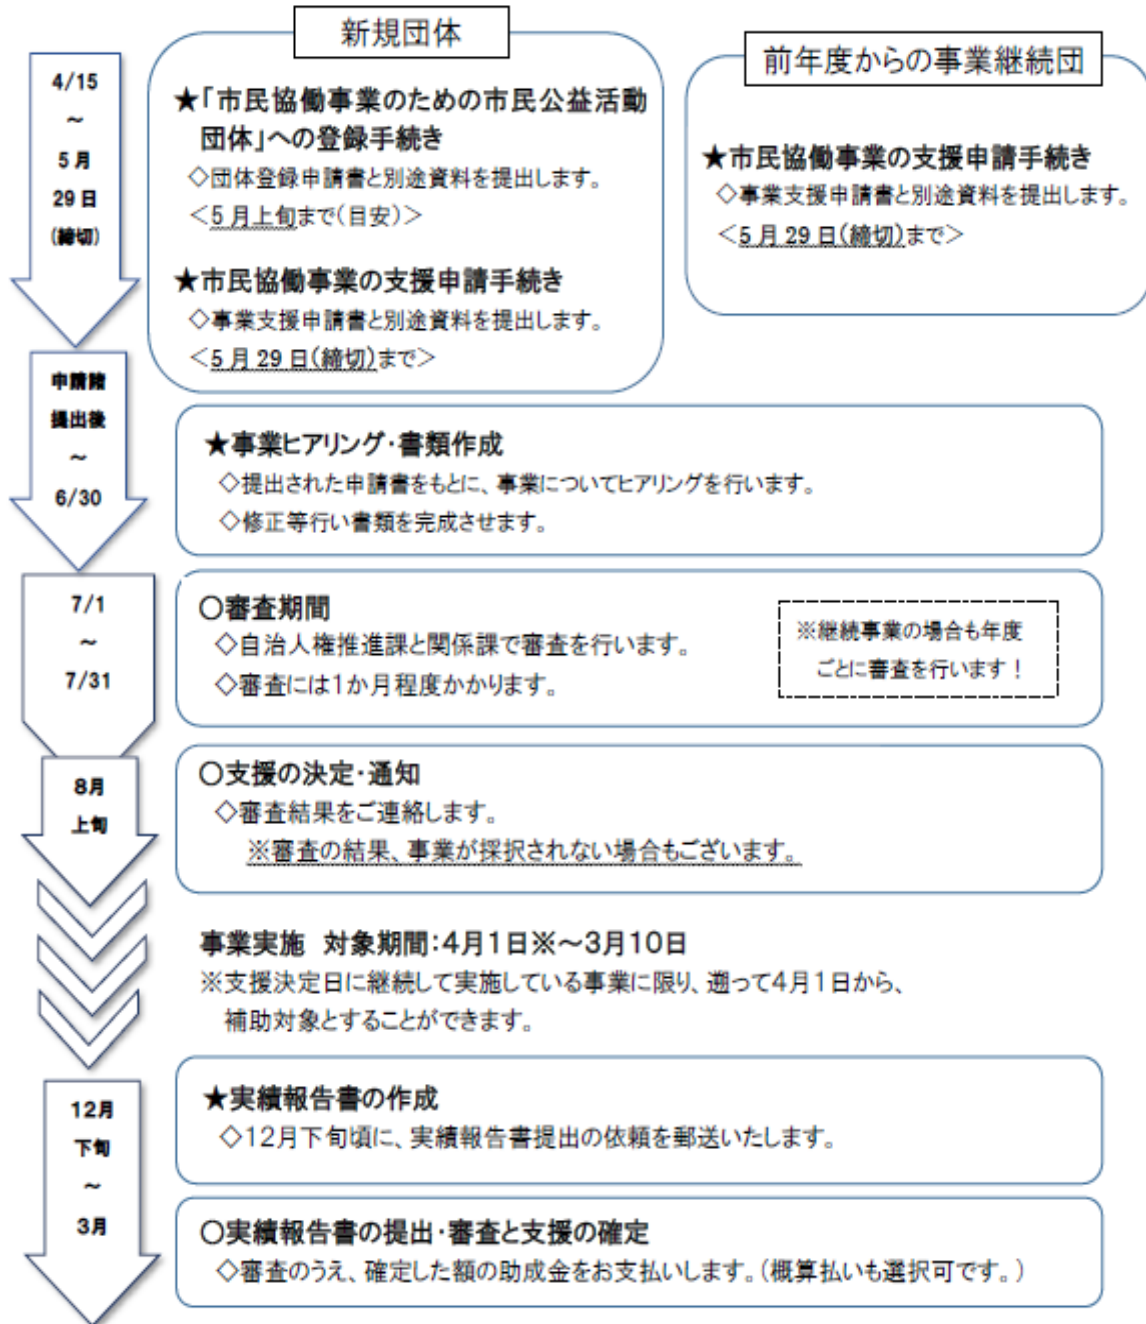 新規団体
★「市民協働事業のための市民公益活動
団体」への登録手続き
◇団体登録申請書と別途資料を提出します。
＜5月上旬まで（目安）＞
★市民協働事業の支援申請手続き
◇事業支援申請書と別途資料を提出します。
＜5月29日（締切）まで＞
前年度からの事業継続団
★市民協働事業の支援申請手続き
◇事業支援申請書と別途資料を提出します。
＜5月29日（締切）まで＞
4/15
～
5月
29日
（締切）
申請諸
提出後
～
6/30
★事業ヒアリング・書類作成
◇提出された申請書をもとに、事業についてヒアリングを行います。
◇修正等行い書類を完成させます。
7/1
～
7/31
〇審査期間
◇自治人権推進課と関係課で審査を行います。
◇審査には1か月程度かかります。
※継続事業の場合も年度
ごとに審査を行います！
8月
上旬
〇支援の決定・通知
◇審査結果をご連絡します。
※審査の結果、事業が採択されない場合もございます。
事業実施　対象期間：4月1日※～3月10日
※支援決定日に継続して実施している事業に限り、遡って4月1日から、
補助対象とすることができます。
12月
下旬
～
3月
★実績報告書の作成
◇12月下旬頃に、実績報告書提出の依頼を郵送いたします。
〇実績報告書の提出・審査と支援の確定
◇審査のうえ、確定した額の助成金をお支払いします。（概算払いも選択可です。）